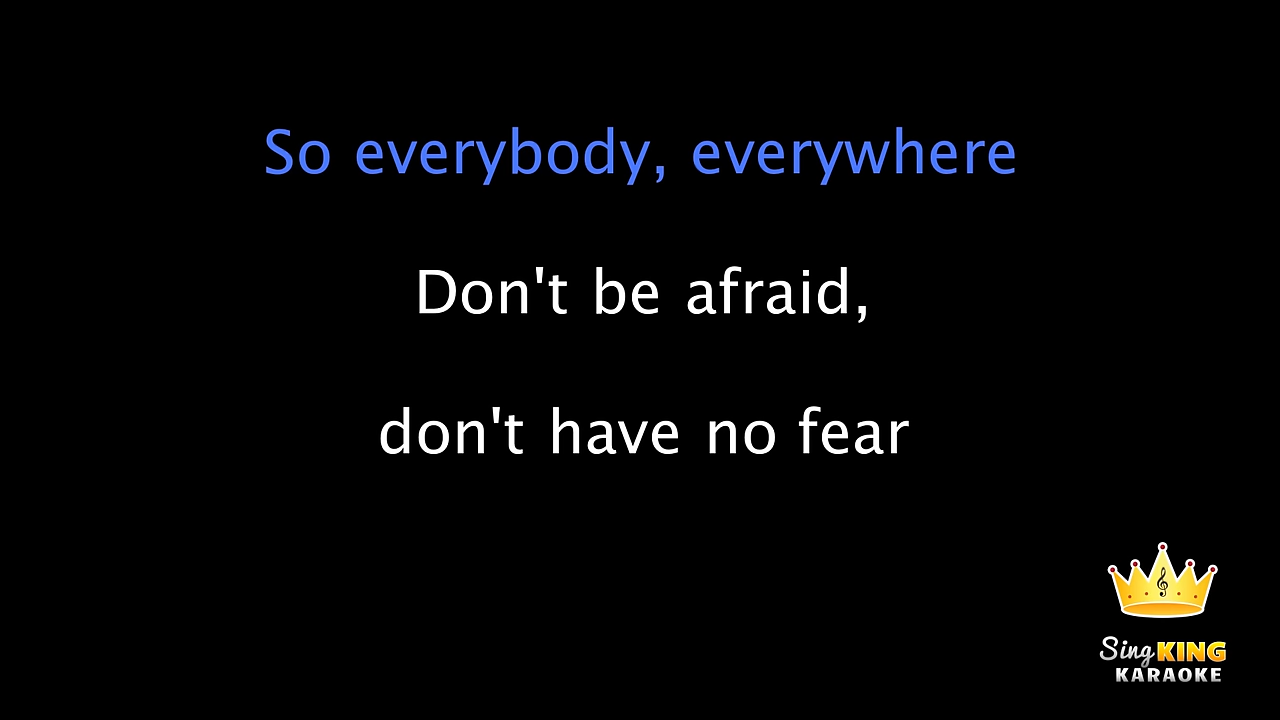 So everybody, everywhere
Don't be afraid,
don't have no fear
Sing KING
KARAOKE